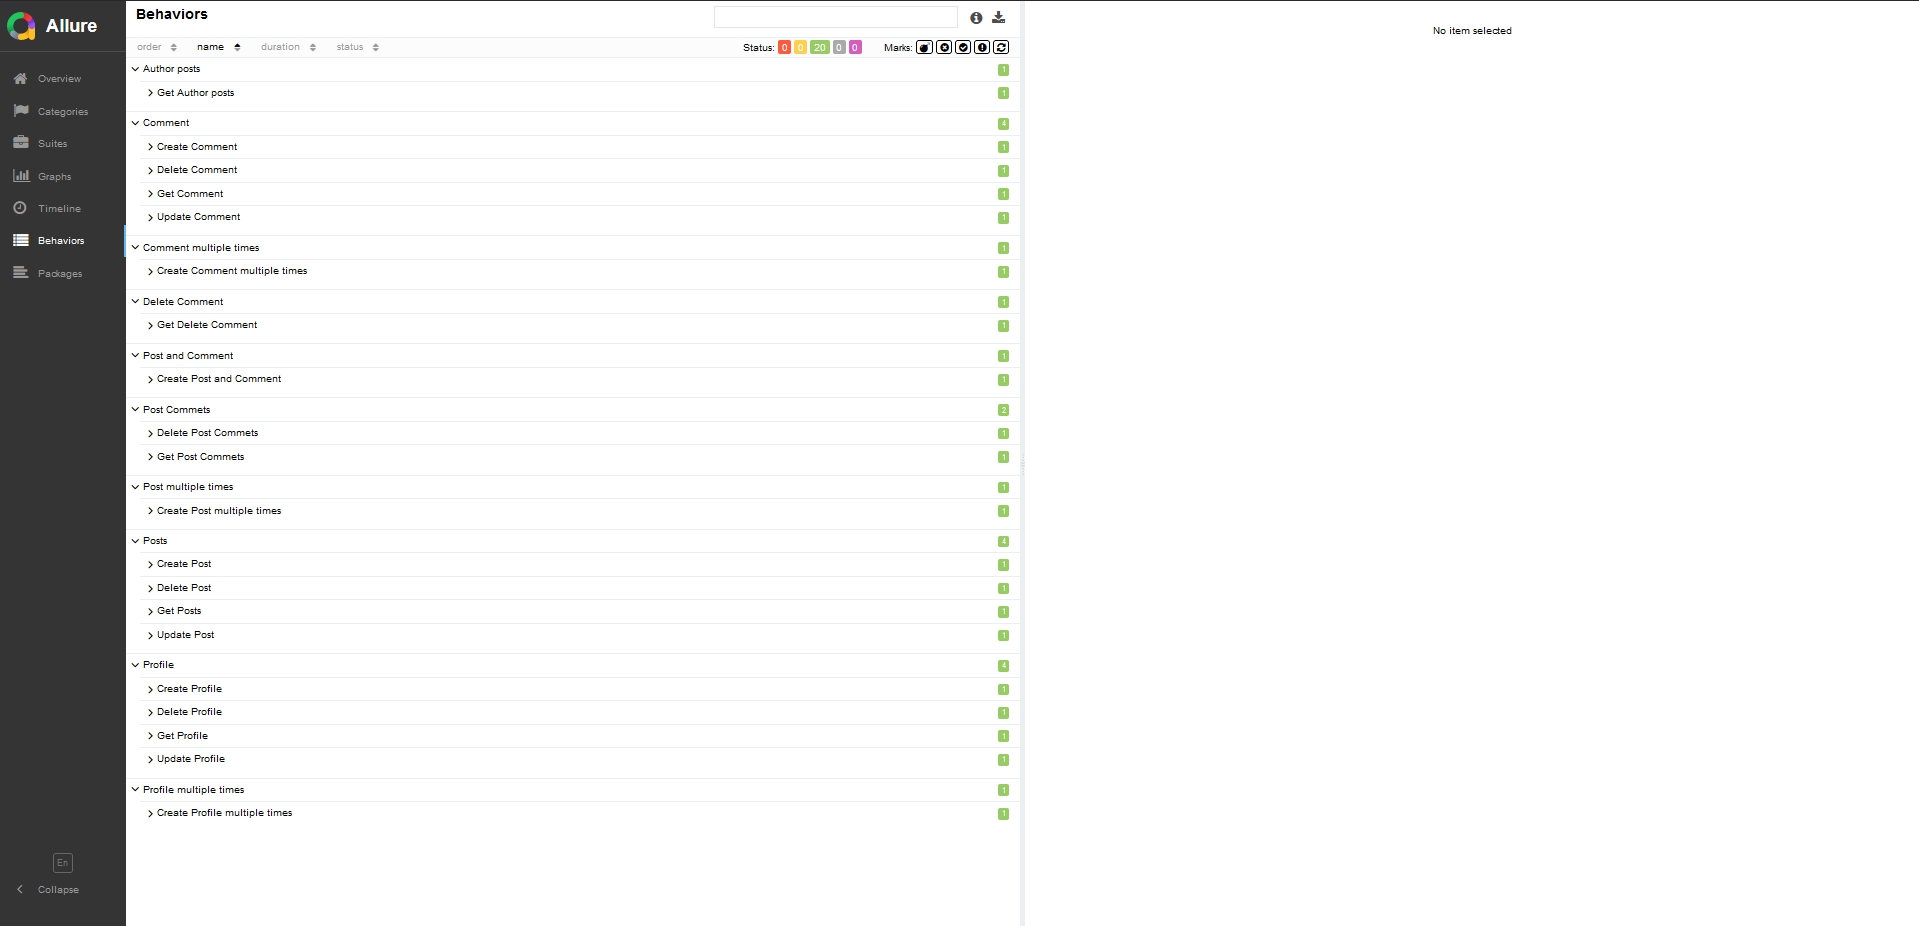 Allure
Overview
Categories
Suites
Graphs
Timeline
Behaviors
Packages
En
Collapse
Behaviors
order name duration status Status: 0 0 20 0 0 Marks:
Author posts 1
Get Author posts 1
Comment 4
Create Comment 1
Delete Comment 1
Get Comment 1
Update Comment 1
Comment multiple times 1
Create Comment multiple times 1
Delete Comment 1
Get Delete Comment 1
Post and Comment 1
Create Post and Comment 1
Post Commets 2
Delete Post Commets 1
Get Post Commets 1
Post multiple times 1
Create Post multiple times 1
Posts 4
Create Post 1
Delete Post 1
Get Posts 1
Update Post 1
Profile 4
Create Profile 1
Delete Profile 1
Get Profile 1
Update Profile 1
Profile multiple times 1
Create Profile multiple times 1
No item selected